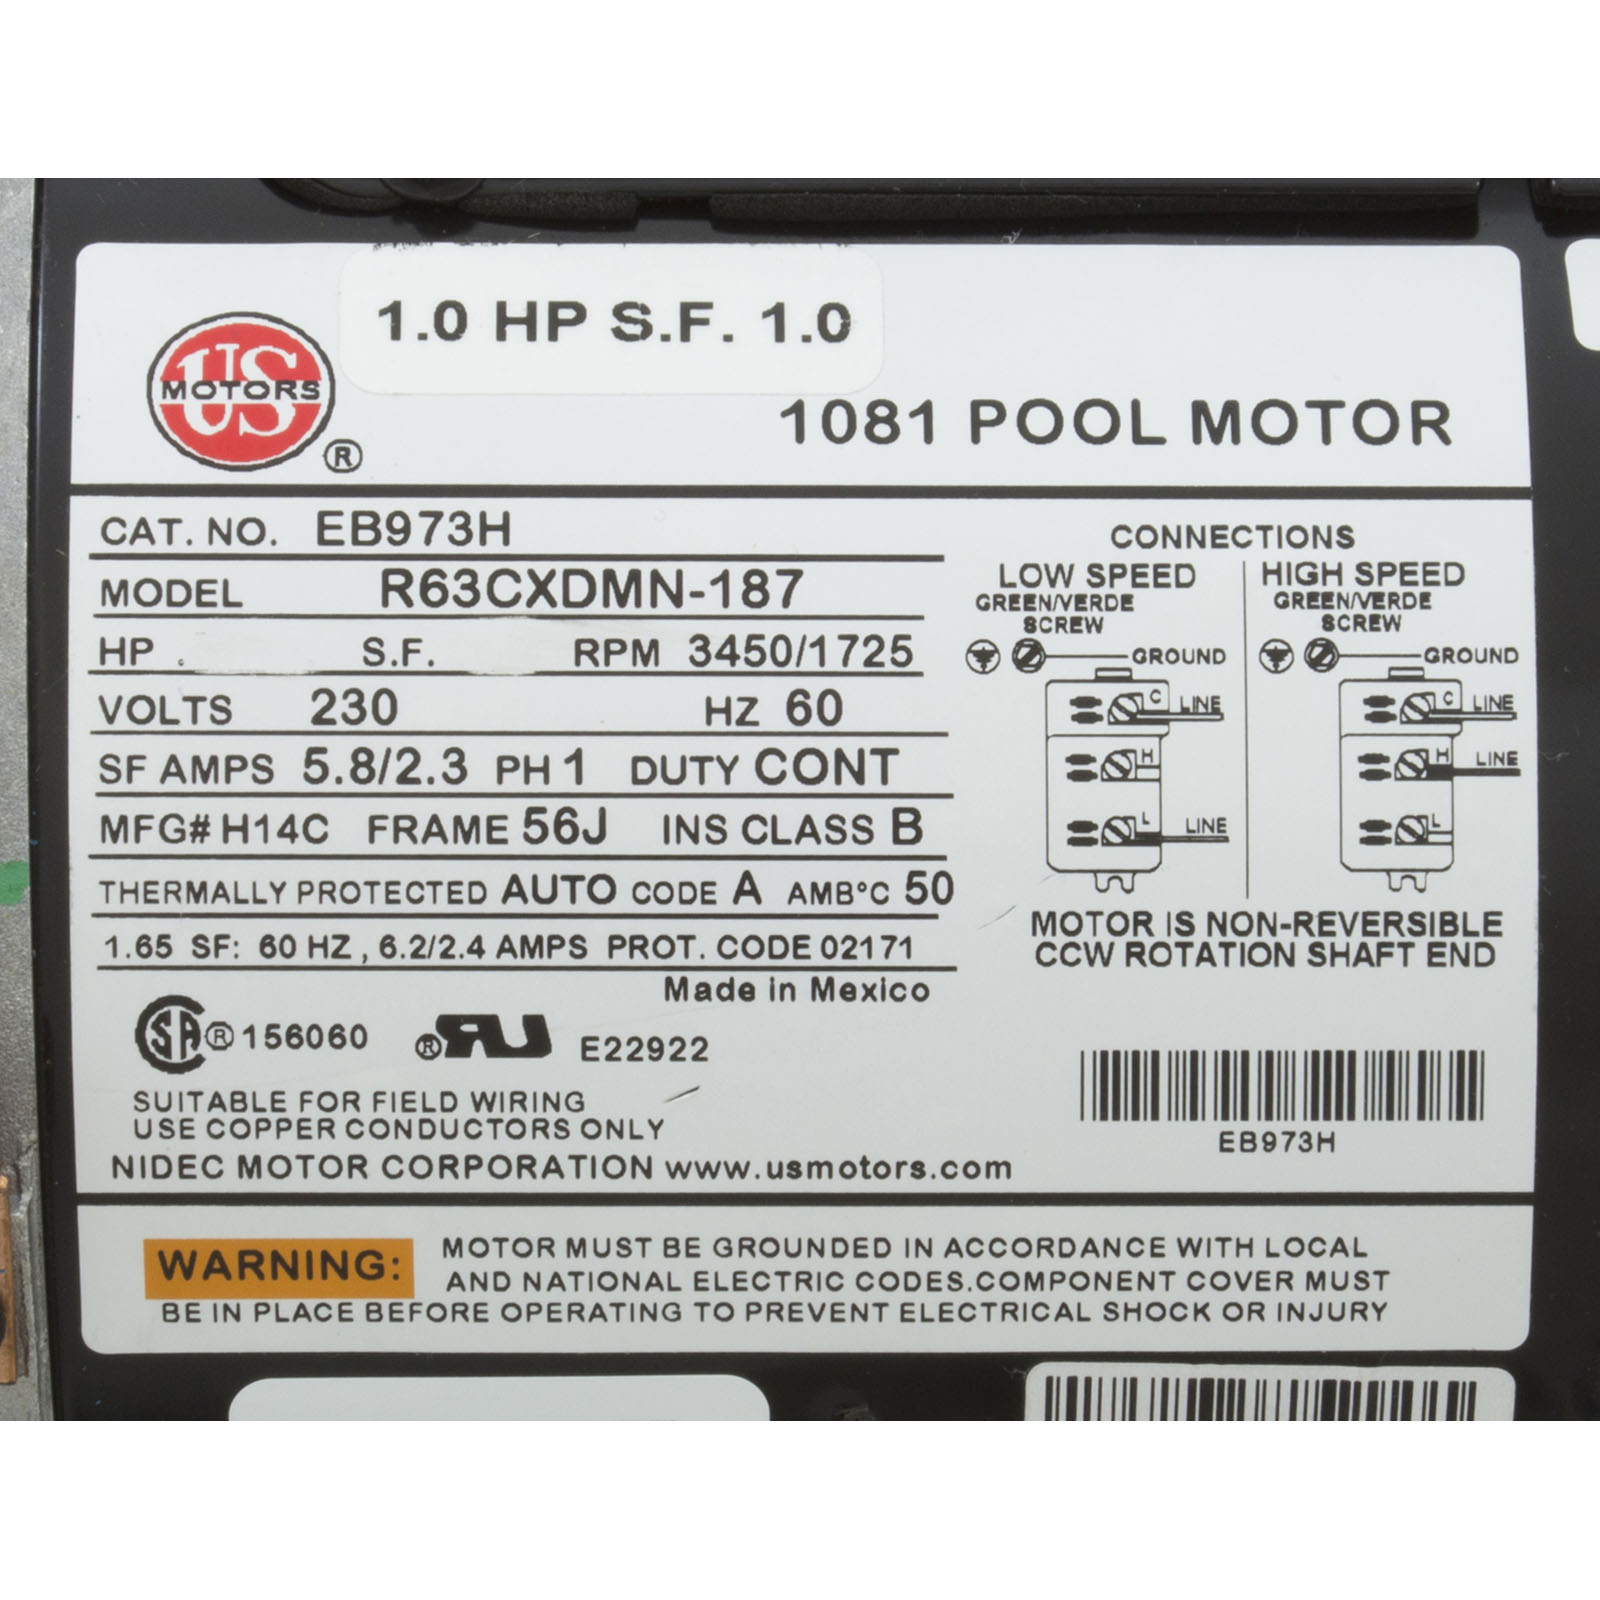 1.0 HP S.F. 1.0
US
MOTORS
®
1081 POOL MOTOR
CAT. NO. EB973H
MODEL R63CXDMN-187
HP S.F. RPM 3450/1725
VOLTS 230 HZ 60
SF AMPS 5.8/2.3 PH 1 DUTY CONT
MFG# H14C FRAME 56J INS CLASS B
THERMALLY PROTECTED AUTO CODE A AMB°C 50
1.65 SF: 60 HZ, 6.2/2.4 AMPS PROT. CODE 02171
Made in Mexico
SA ® 156060 ® UR E22922
SUITABLE FOR FIELD WIRING
USE COPPER CONDUCTORS ONLY
NIDEC MOTOR CORPORATION www.usmotors.com
CONNECTIONS
LOW SPEED
GREEN/VERDE
SCREW
GROUND
C LINE
H
L LINE
HIGH SPEED
GREEN/VERDE
SCREW
GROUND
C LINE
H LINE
L
MOTOR IS NON-REVERSIBLE
CCW ROTATION SHAFT END
EB973H
WARNING: MOTOR MUST BE GROUNDED IN ACCORDANCE WITH LOCAL
AND NATIONAL ELECTRIC CODES.COMPONENT COVER MUST
BE IN PLACE BEFORE OPERATING TO PREVENT ELECTRICAL SHOCK OR INJURY